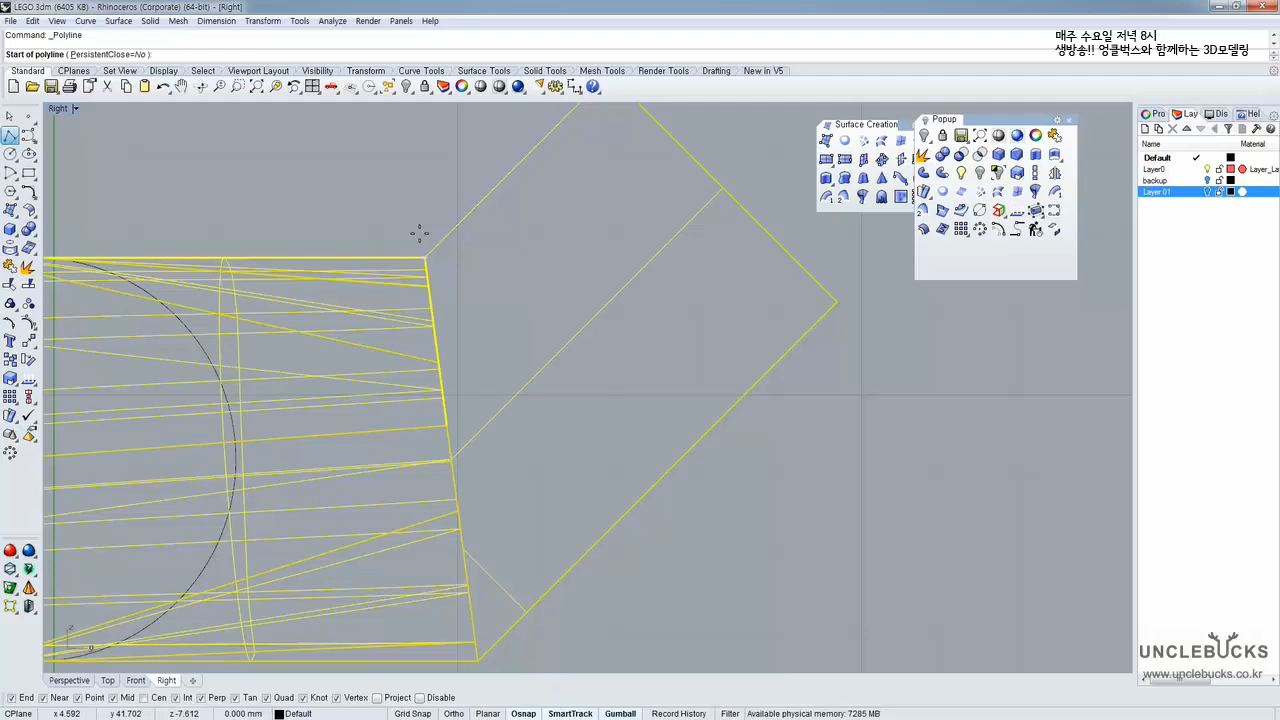 LEGO.3dm (6405 KB) - Rhinoceros (Corporate) (64-bit) - [Right]
File Edit View Curve Surface Solid Mesh Dimension Transform Tools Analyze Render Panels Help
Command: _Polyline
매주 수요일 저녁 8시
생방송!! 엉클벅스와 함께하는 3D모델링
Start of polyline ( PersistentClose=No ):
Standard CPlanes Set View Display Select Viewport Layout Visibility Transform Curve Tools Surface Tools Solid Tools Mesh Tools Render Tools Drafting New in V5
Right
Surface Creation
Popup
Pro Lay Dis Hel
Name Material
Default
Layer0 Layer_La
backup
Layer 01
z
UNCLEBUCKS
www.unclebucks.co.kr
Perspective Top Front Right
End Near Point Mid Cen Int Perp Tan Quad Knot Vertex Project Disable
CPlane x 4.592 y 41.702 z -7.612 0.000 mm Default Grid Snap Ortho Planar Osnap SmartTrack Gumball Record History Filter Available physical memory: 7285 MB